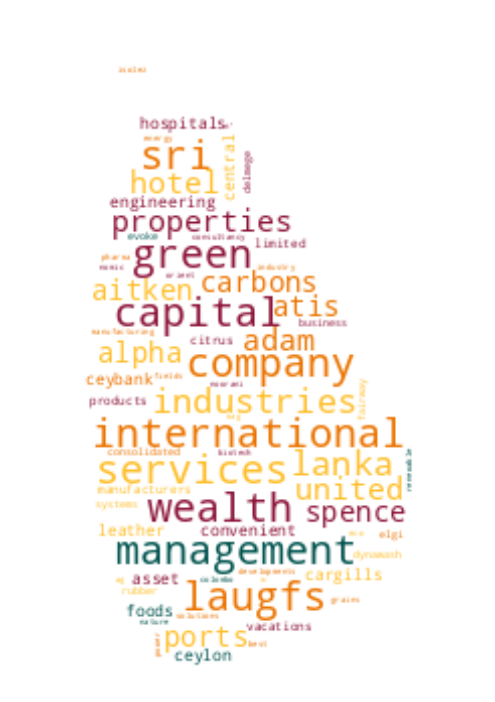 hospitals
energy
sri
central
delmege
hotel
engineering
properties
evoke
consultancy
limited
green
pharma
industry
orient
aitken
carbons
capital
atis
business
manufacturing
citrus
adam
alpha
company
ceybank
fields
noorani
products
industries
fairway
international
consolidated
biotech
services
lanka
renewable
manufacturers
united
systems
wealth
spence
leather
convenient
elgi
management
dynawash
asset
colombo
developments
cargills
rubber
laugfs
grains
foods
solutions
nature
vacations
ports
power
best
ceylon